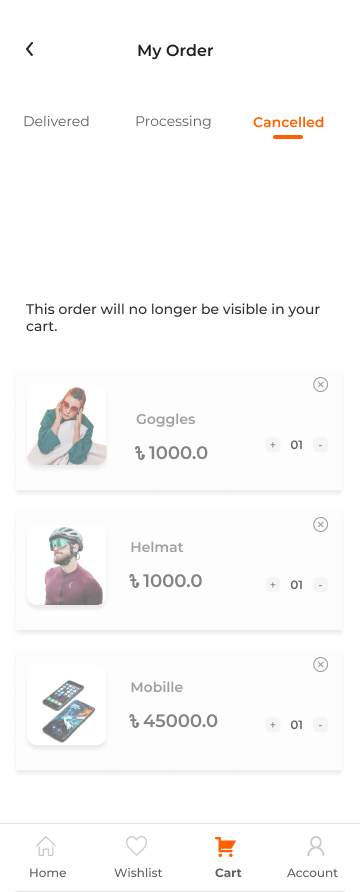 My Order
Delivered Processing Cancelled
This order will no longer be visible in your
cart.
Goggles
৳ 1000.0
+ 01 -
Helmat
৳ 1000.0
+ 01 -
Mobille
৳ 45000.0
+ 01 -
Home Wishlist Cart Account